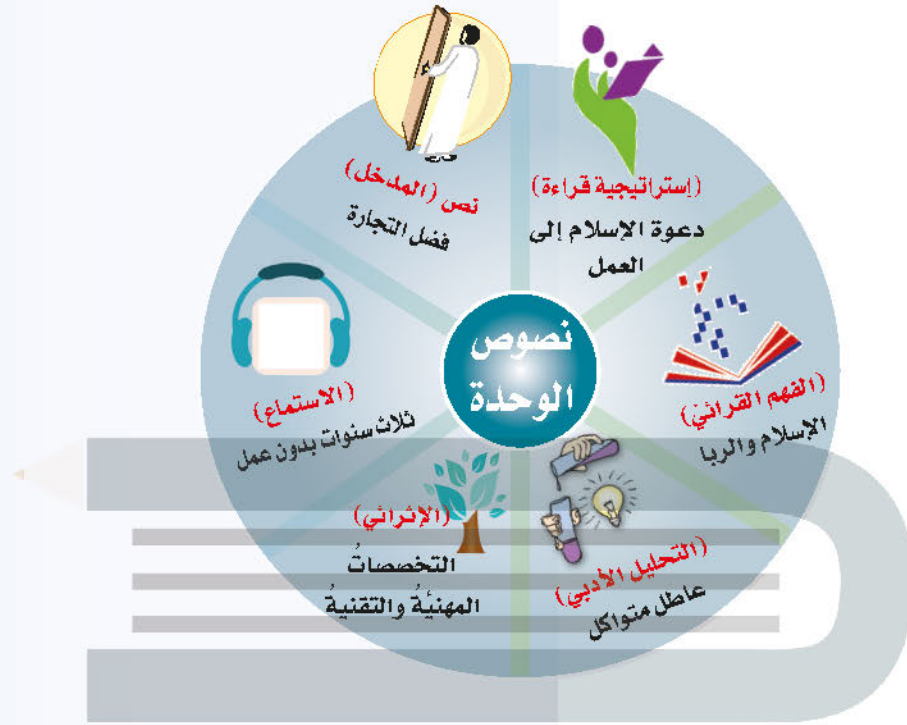 نصوص
الوحدة
نص (المدخل)
فضل التجارة
(إستراتيجية قراءة)
دعوة الإسلام إلى
العمل
(الفهم القرائيّ)
الإسلام والربا
(التحليل الأدبي)
عاطل متواكل
(الإثرائي)
التخصصاتُ
المهنيَّةُ والتقنيةُ
(الاستماع)
ثلاث سنوات بدون عمل